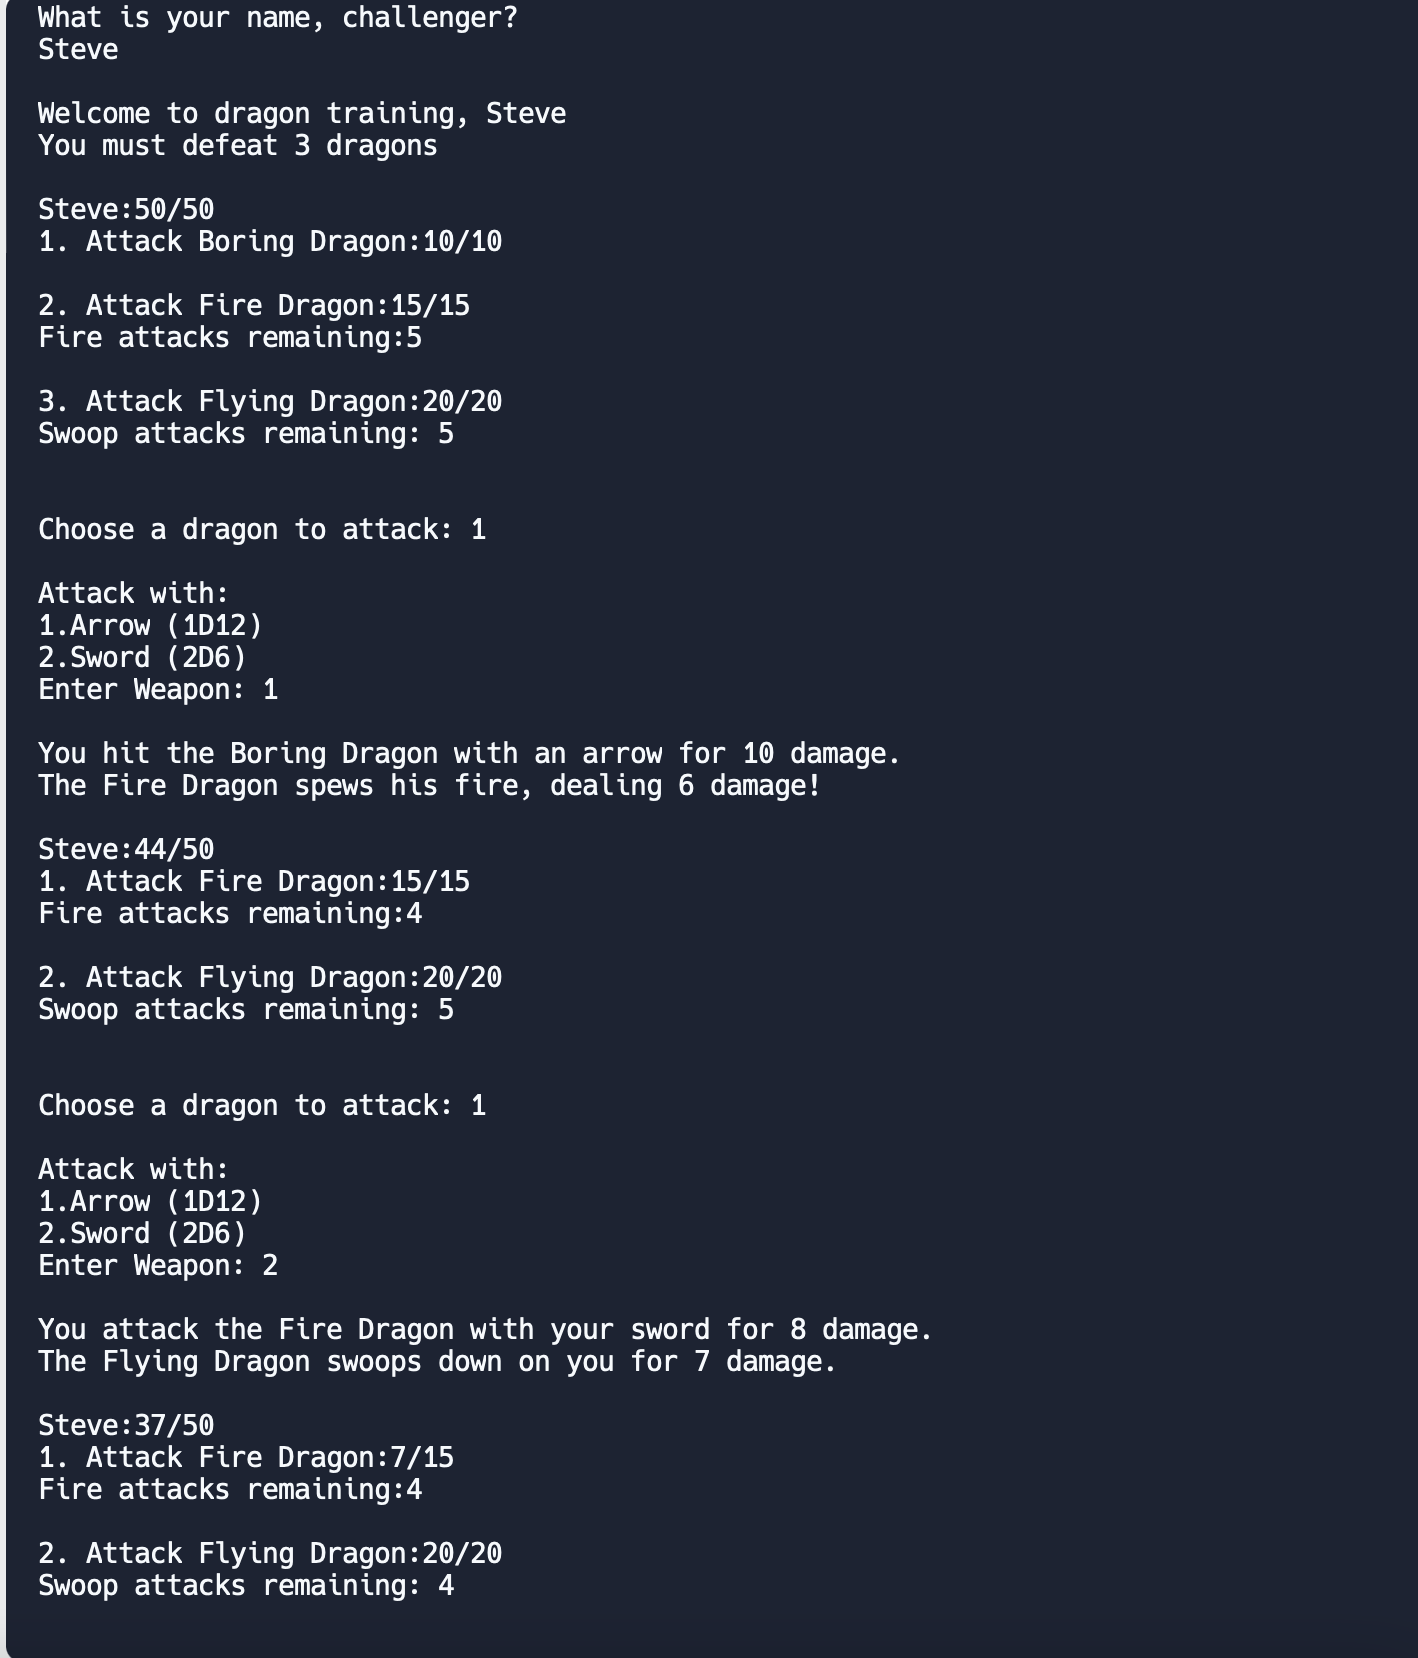 What is your name, challenger?
Steve
Welcome to dragon training, Steve
You must defeat 3 dragons
Steve:50/50
1. Attack Boring Dragon:10/10
2. Attack Fire Dragon:15/15
Fire attacks remaining:5
3. Attack Flying Dragon:20/20
Swoop attacks remaining: 5
Choose a dragon to attack: 1
Attack with:
1.Arrow (1D12)
2.Sword (2D6)
Enter Weapon: 1
You hit the Boring Dragon with an arrow for 10 damage.
The Fire Dragon spews his fire, dealing 6 damage!
Steve:44/50
1. Attack Fire Dragon:15/15
Fire attacks remaining:4
2. Attack Flying Dragon:20/20
Swoop attacks remaining: 5
Choose a dragon to attack: 1
Attack with:
1.Arrow (1D12)
2.Sword (2D6)
Enter Weapon: 2
You attack the Fire Dragon with your sword for 8 damage.
The Flying Dragon swoops down on you for 7 damage.
Steve:37/50
1. Attack Fire Dragon:7/15
Fire attacks remaining:4
2. Attack Flying Dragon:20/20
Swoop attacks remaining: 4